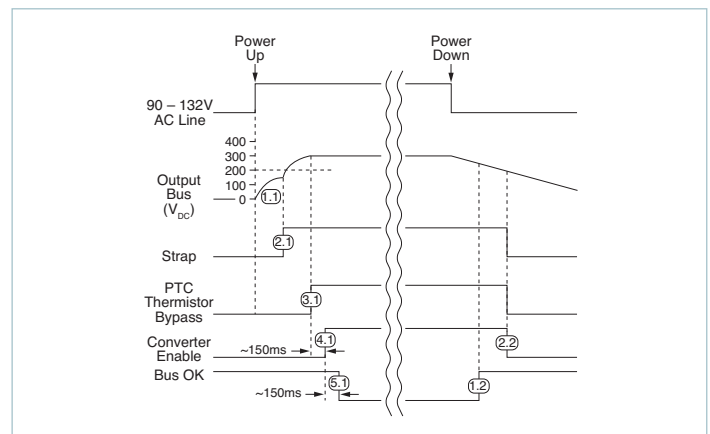 Power
Up
Power
Down
90 – 132V
AC Line
400
300
200
100
0
Output
Bus
(VDC)
1.1
2.1
Strap
PTC
Thermistor
Bypass
3.1
Converter
Enable
~150ms
4.1
2.2
Bus OK
~150ms
5.1
1.2